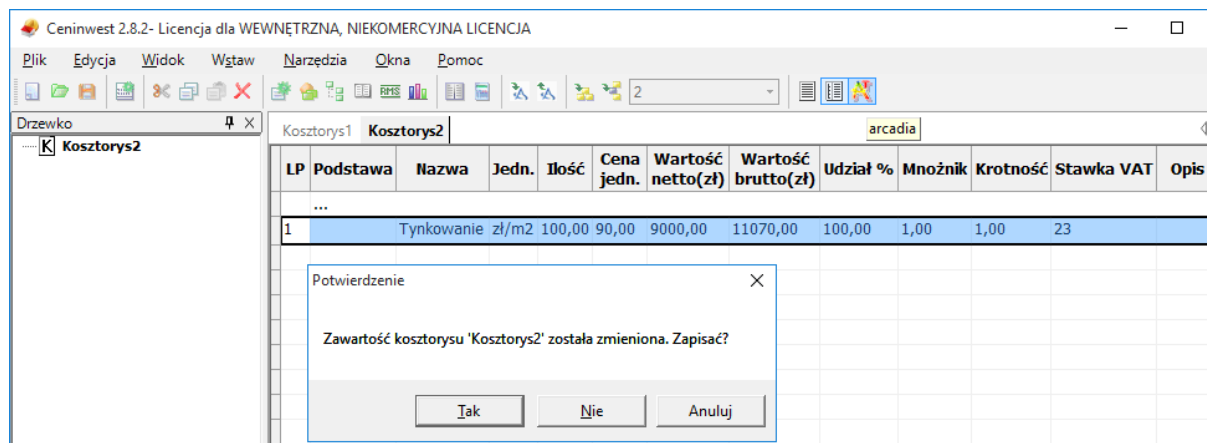 Ceninwest 2.8.2- Licencja dla WEWNĘTRZNA, NIEKOMERCYJNA LICENCJA
Plik Edycja Widok Wstaw Narzędzia Okna Pomoc
RMS 2
Drzewko
K Kosztorys2
Kosztorys1 Kosztorys2
arcadia
LP Podstawa Nazwa Jedn. Ilość Cena jedn. Wartość netto(zł) Wartość brutto(zł) Udział % Mnożnik Krotność Stawka VAT Opis
...
1 Tynkowanie zł/m2 100,00 90,00 9000,00 11070,00 100,00 1,00 1,00 23
Potwierdzenie
Zawartość kosztorysu 'Kosztorys2' została zmieniona. Zapisać?
Tak Nie Anuluj